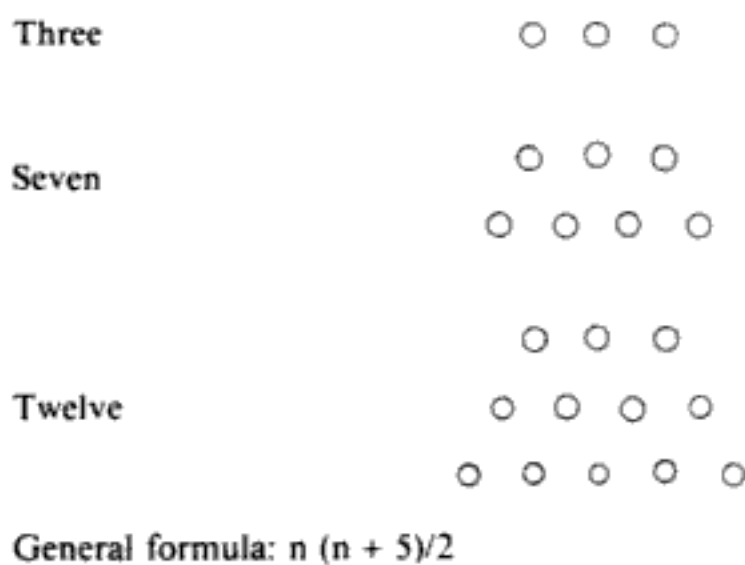 Three
Seven
Twelve
General formula: n (n + 5)/2